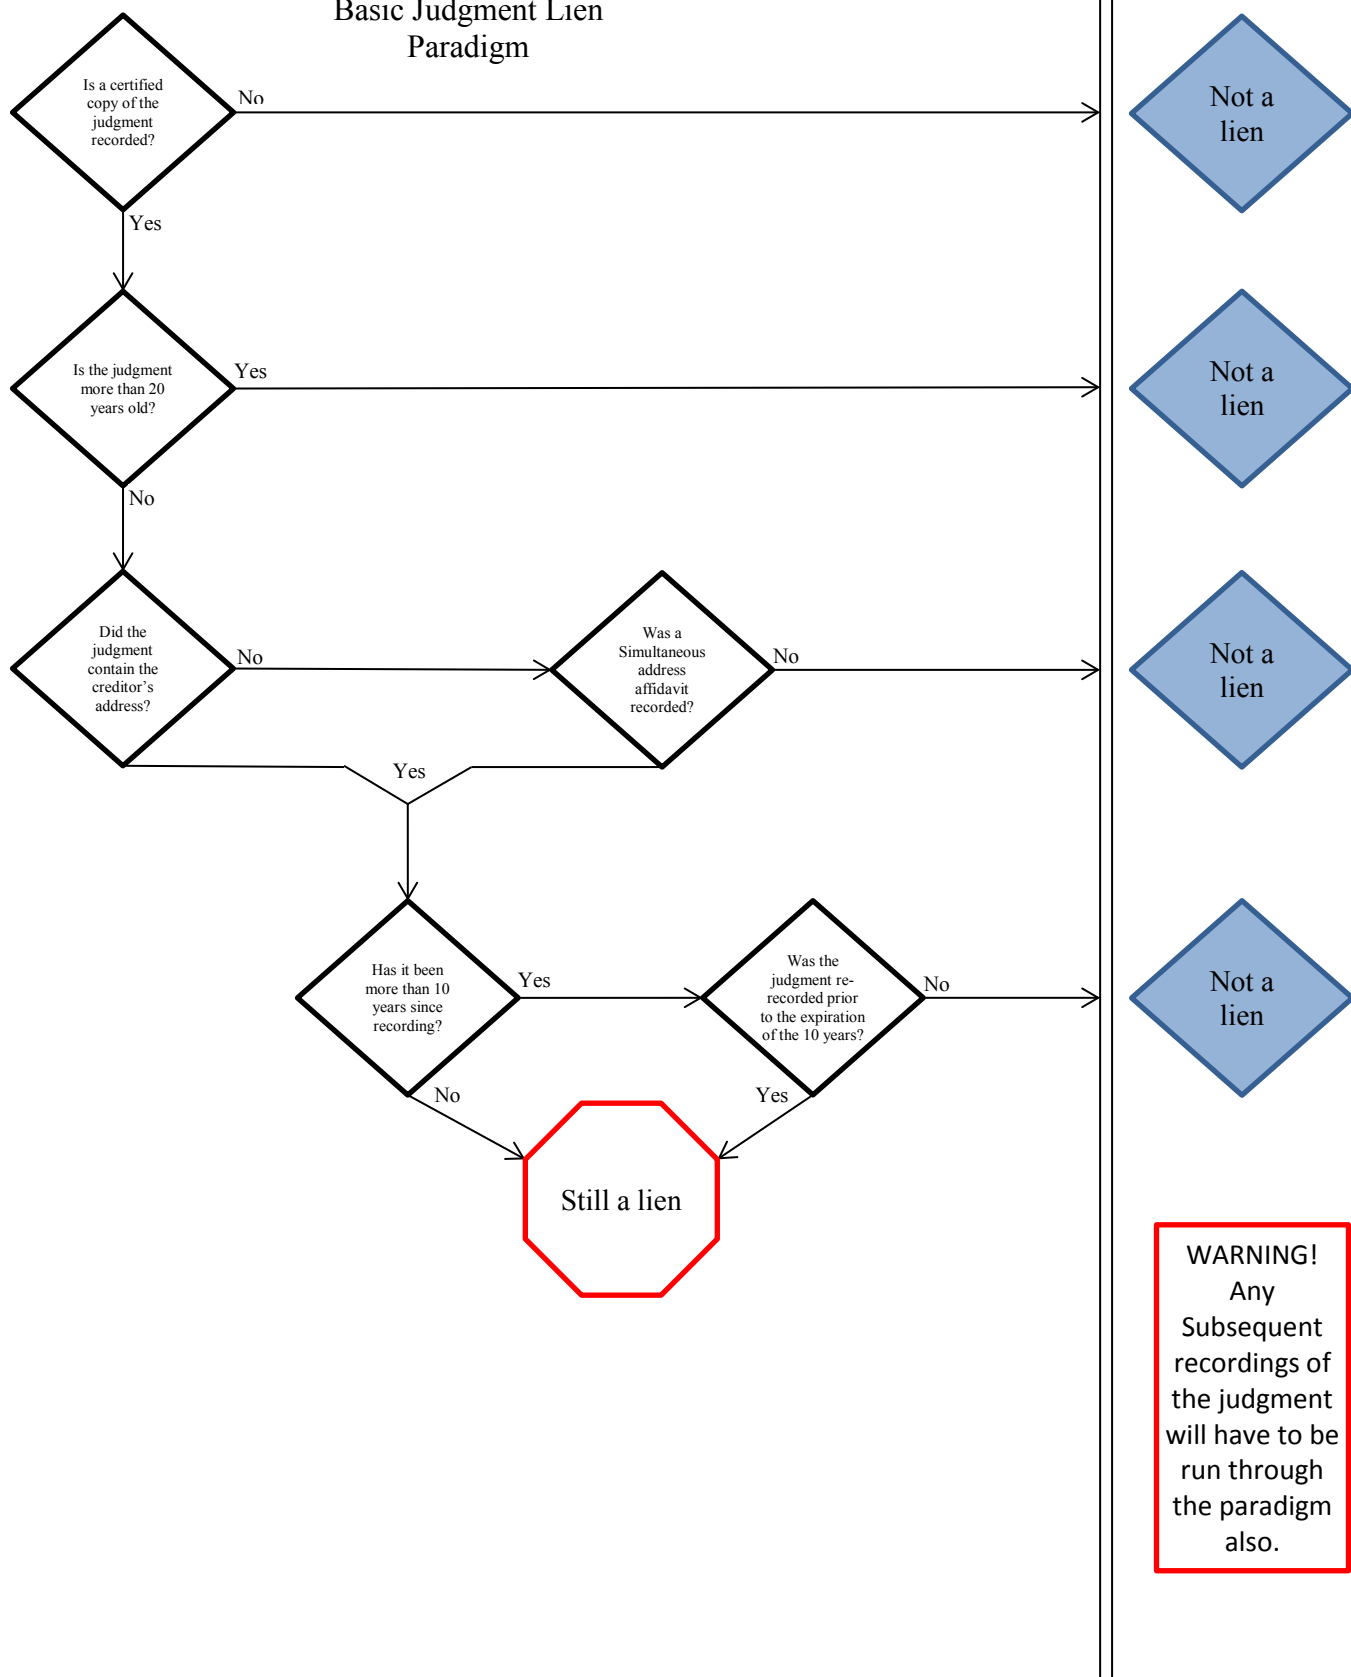 Basic Judgment Lien
Paradigm
Is a certified
copy of the
judgment
recorded?
No
Not a
lien
Yes
Is the judgment
more than 20
years old?
Yes
Not a
lien
No
Did the
judgment
contain the
creditor's
address?
No
Was a
Simultaneous
address
affidavit
recorded?
No
Not a
lien
Yes
Has it been
more than 10
years since
recording?
Yes
Was the
judgment re-
recorded prior
to the expiration
of the 10 years?
No
Not a
lien
No
Yes
Still a lien
WARNING!
Any
Subsequent
recordings of
the judgment
will have to be
run through
the paradigm
also.